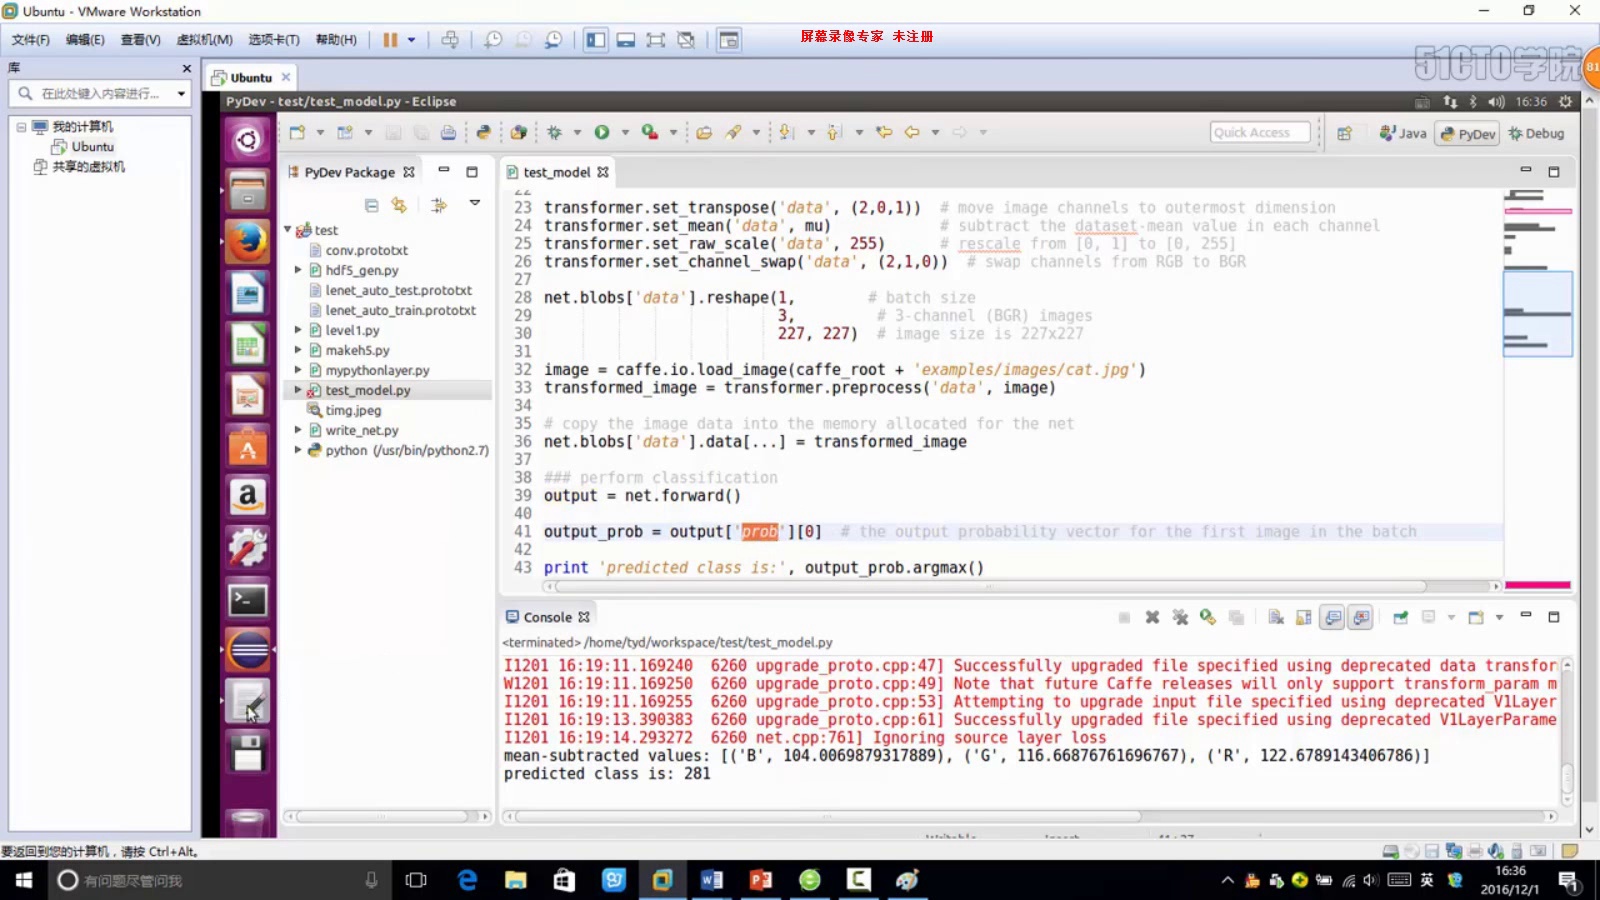 Ubuntu - VMware Workstation
文件(F) 编辑(E) 查看(V) 虚拟机(M) 选项卡(T) 帮助(H)
屏幕录像专家 未注册
51CTO学院
81
库
在此处键入内容进行...
我的计算机
Ubuntu
共享的虚拟机
Ubuntu
PyDev - test/test_model.py - Eclipse
16:36
Quick Access
Java
PyDev
Debug
PyDev Package
test
conv.prototxt
hdf5_gen.py
lenet_auto_test.prototxt
lenet_auto_train.prototxt
level1.py
makeh5.py
mypythonlayer.py
test_model.py
timg.jpeg
write_net.py
python (/usr/bin/python2.7)
test_model
22
23 transformer.set_transpose('data', (2,0,1))  # move image channels to outermost dimension
24 transformer.set_mean('data', mu)            # subtract the dataset-mean value in each channel
25 transformer.set_raw_scale('data', 255)      # rescale from [0, 1] to [0, 255]
26 transformer.set_channel_swap('data', (2,1,0))  # swap channels from RGB to BGR
27
28 net.blobs['data'].reshape(1,        # batch size
29                           3,         # 3-channel (BGR) images
30                           227, 227)  # image size is 227x227
31
32 image = caffe.io.load_image(caffe_root + 'examples/images/cat.jpg')
33 transformed_image = transformer.preprocess('data', image)
34
35 # copy the image data into the memory allocated for the net
36 net.blobs['data'].data[...] = transformed_image
37
38 ### perform classification
39 output = net.forward()
40
41 output_prob = output['prob'][0]  # the output probability vector for the first image in the batch
42
43 print 'predicted class is:', output_prob.argmax()
Console
<terminated> /home/tyd/workspace/test/test_model.py
I1201 16:19:11.169240  6260 upgrade_proto.cpp:47] Successfully upgraded file specified using deprecated data transfor
W1201 16:19:11.169250  6260 upgrade_proto.cpp:49] Note that future Caffe releases will only support transform_param m
I1201 16:19:11.169255  6260 upgrade_proto.cpp:53] Attempting to upgrade input file specified using deprecated V1Layer
I1201 16:19:13.390383  6260 upgrade_proto.cpp:61] Successfully upgraded file specified using deprecated V1LayerParame
I1201 16:19:14.293272  6260 net.cpp:761] Ignoring source layer loss
mean-subtracted values: [('B', 104.0069879317889), ('G', 116.66876761696767), ('R', 122.6789143406786)]
predicted class is: 281
要返回到您的计算机，请按 Ctrl+Alt。
有问题尽管问我
英
16:36
2016/12/1
1